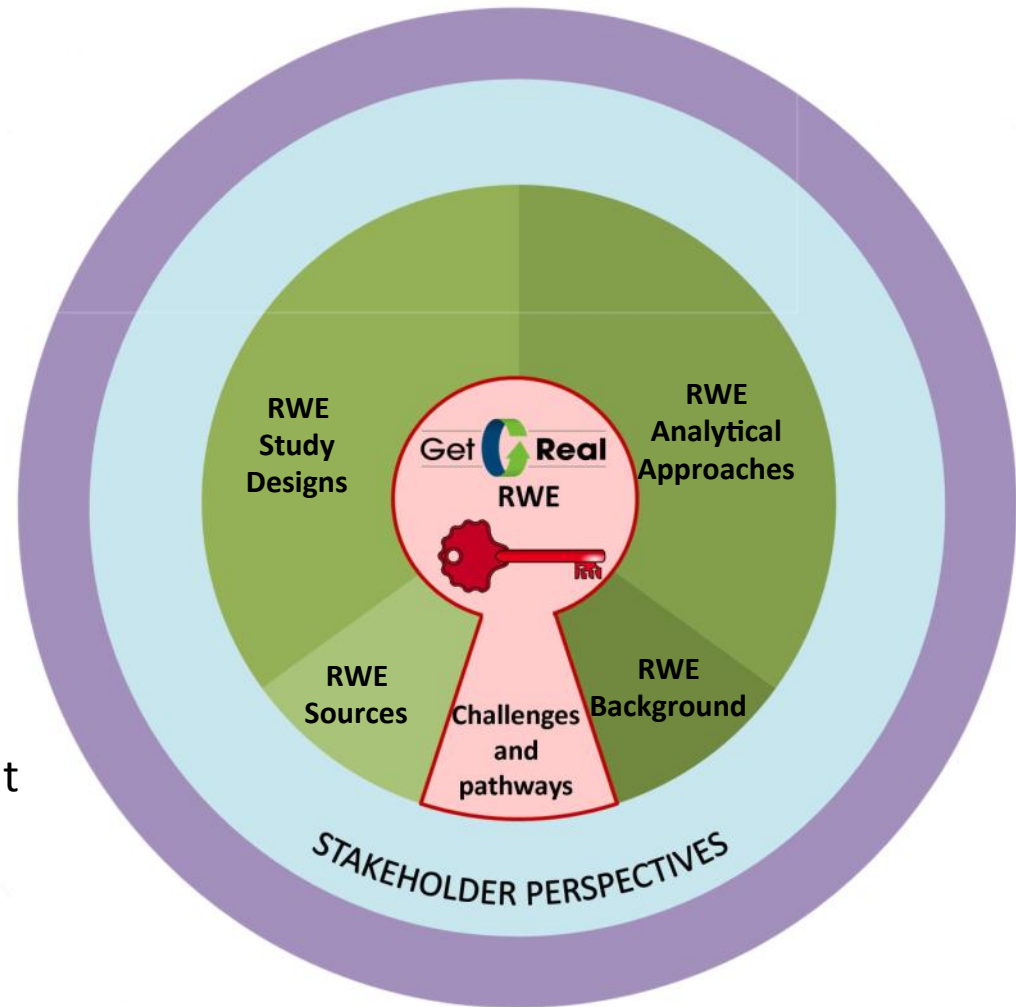 RWE
Study
Designs
RWE
Analytical
Approaches
Get Real
RWE
RWE
Sources
RWE
Background
Challenges
and
pathways
t
STAKEHOLDER PERSPECTIVES